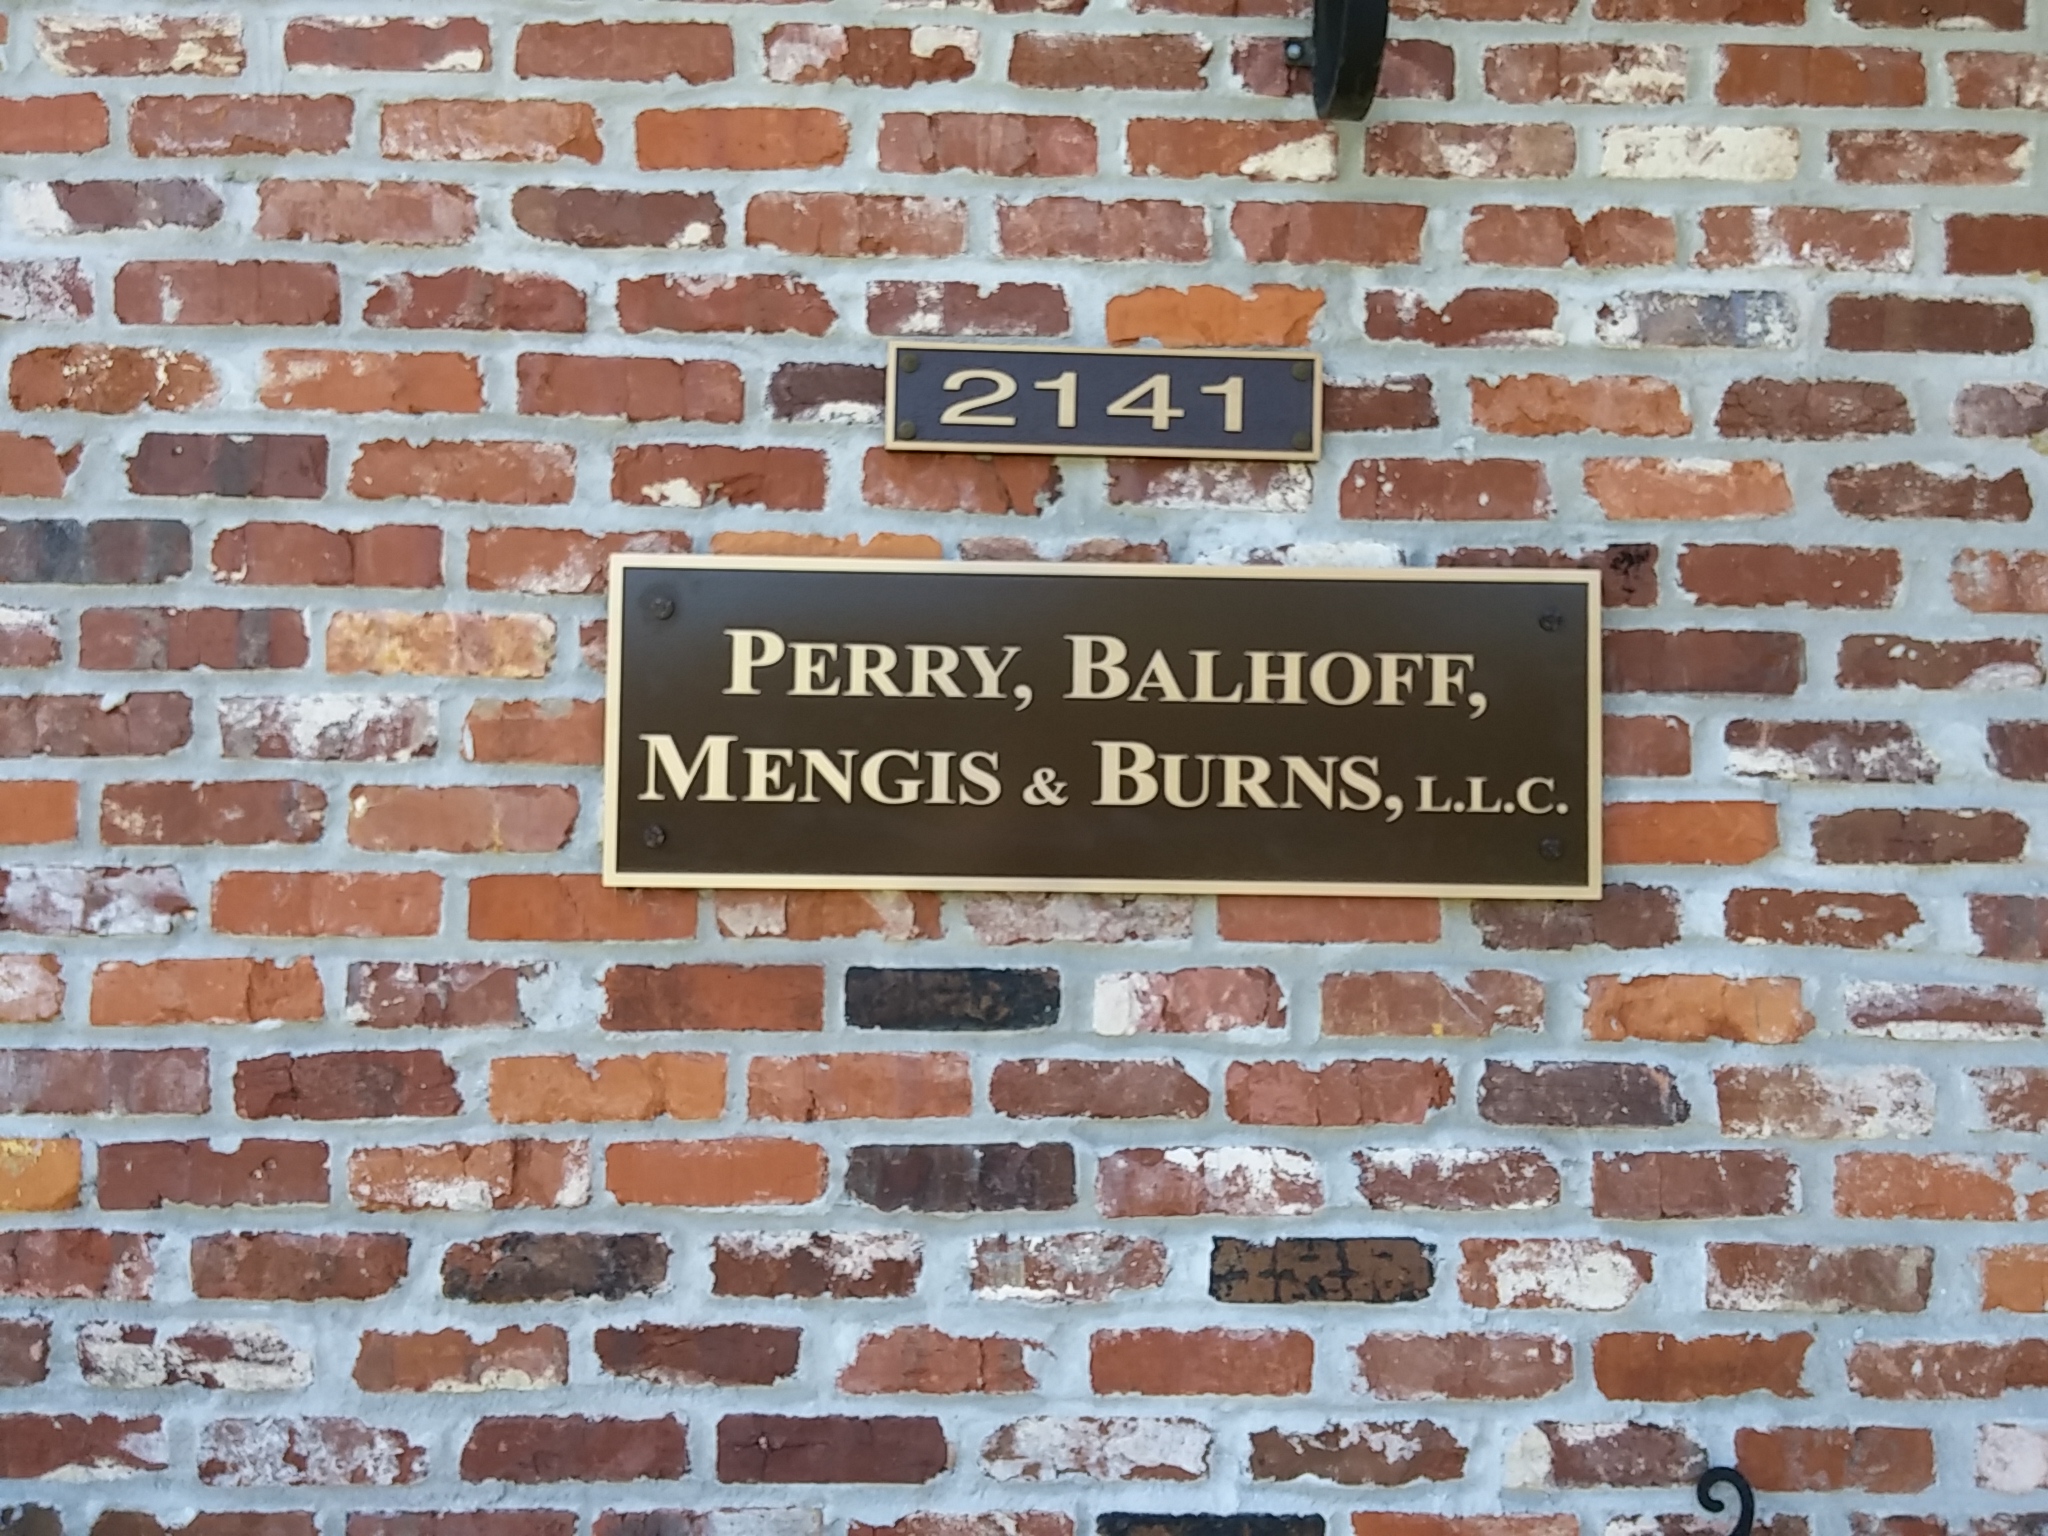 2141
PERRY, BALHOFF,
MENGIS & BURNS, L.L.C.